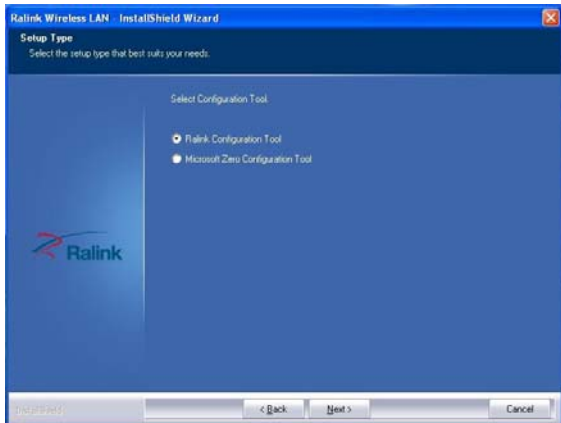 Ralink Wireless LAN - InstallShield Wizard
Setup Type
Select the setup type that best suits your needs.
Select Configuration Tool.
Ralink Configuration Tool
Microsoft Zero Configuration Tool
Ralink
InstallShield
< Back
Next >
Cancel